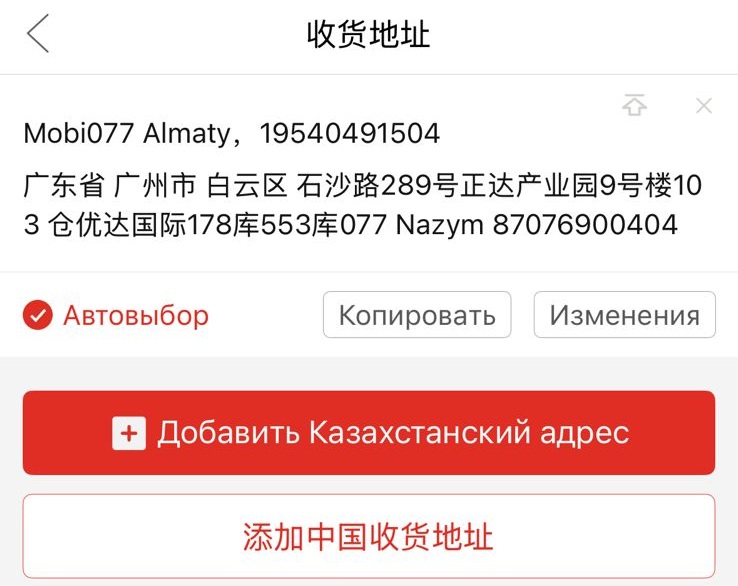 收货地址
Mobi077 Almaty，19540491504
广东省 广州市 白云区 石沙路289号正达产业园9号楼10
3 仓优达国际178库553库077 Nazym 87076900404
Автовыбор
Копировать
Изменения
Добавить Казахстанский адрес
添加中国收货地址